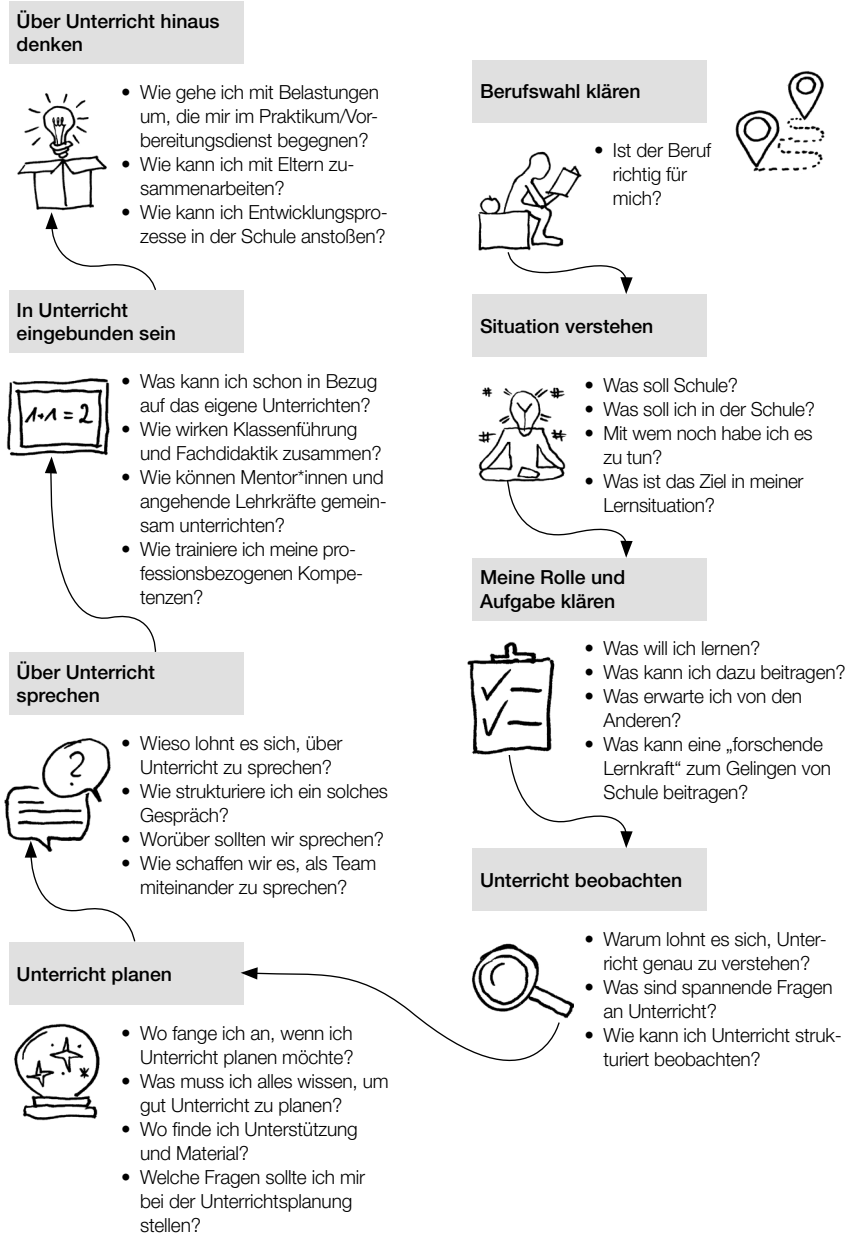 Berufswahl klären
• Ist der Beruf
richtig für
mich?
Situation verstehen
• Was soll Schule?
• Was soll ich in der Schule?
• Mit wem noch habe ich es
zu tun?
• Was ist das Ziel in meiner
Lernsituation?
Meine Rolle und
Aufgabe klären
• Was will ich lernen?
• Was kann ich dazu beitragen?
• Was erwarte ich von den
Anderen?
• Was kann eine „forschende
Lernkraft“ zum Gelingen von
Schule beitragen?
Unterricht beobachten
• Warum lohnt es sich, Unter-
richt genau zu verstehen?
• Was sind spannende Fragen
an Unterricht?
• Wie kann ich Unterricht struk-
turiert beobachten?
Unterricht planen
• Wo fange ich an, wenn ich
Unterricht planen möchte?
• Was muss ich alles wissen, um
gut Unterricht zu planen?
• Wo finde ich Unterstützung
und Material?
• Welche Fragen sollte ich mir
bei der Unterrichtsplanung
stellen?
Über Unterricht
sprechen
?
• Wieso lohnt es sich, über
Unterricht zu sprechen?
• Wie strukturiere ich ein solches
Gespräch?
• Worüber sollten wir sprechen?
• Wie schaffen wir es, als Team
miteinander zu sprechen?
In Unterricht
eingebunden sein
1+1=2
• Was kann ich schon in Bezug
auf das eigene Unterrichten?
• Wie wirken Klassenführung
und Fachdidaktik zusammen?
• Wie können Mentor*innen und
angehende Lehrkräfte gemein-
sam unterrichten?
• Wie trainiere ich meine pro-
fessionsbezogenen Kompe-
tenzen?
Über Unterricht hinaus
denken
• Wie gehe ich mit Belastungen
um, die mir im Praktikum/Vor-
bereitungsdienst begegnen?
• Wie kann ich mit Eltern zu-
sammenarbeiten?
• Wie kann ich Entwicklungspro-
zesse in der Schule anstoßen?